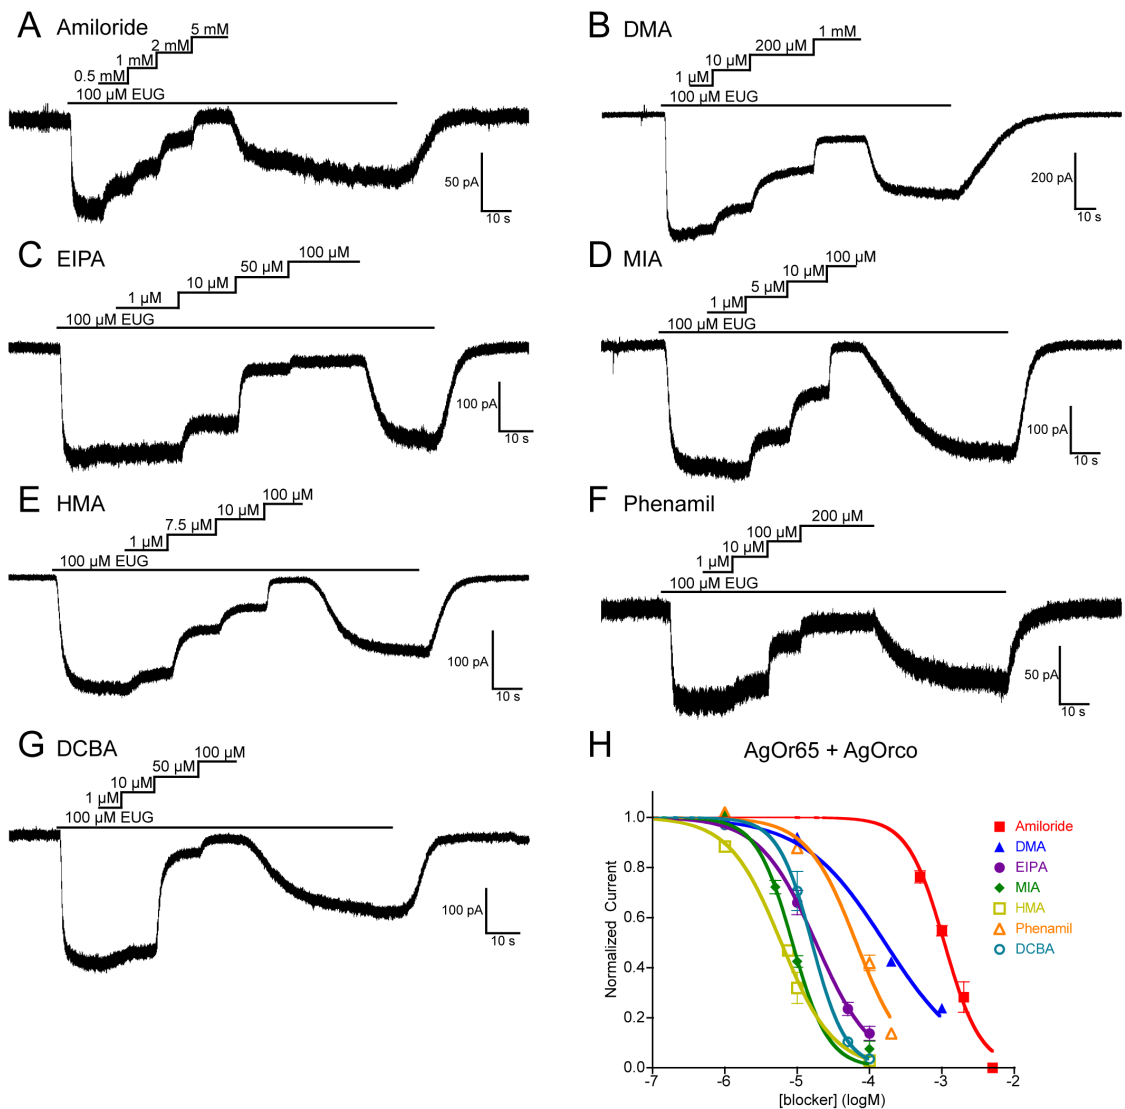 A Amiloride
5 mM
2 mM
1 mM
0.5 mM
100 µM EUG
50 pA
10 s
B DMA
1 mM
200 µM
10 µM
1 µM
100 µM EUG
200 pA
10 s
C EIPA
100 µM
50 µM
10 µM
1 µM
100 µM EUG
100 pA
10 s
D MIA
100 µM
10 µM
5 µM
1 µM
100 µM EUG
100 pA
10 s
E HMA
100 µM
10 µM
7.5 µM
1 µM
100 µM EUG
100 pA
10 s
F Phenamil
200 µM
100 µM
10 µM
1 µM
100 µM EUG
50 pA
10 s
G DCBA
100 µM
50 µM
10 µM
1 µM
100 µM EUG
100 pA
10 s
H AgOr65 + AgOrco
Normalized Current
1.0
0.8
0.6
0.4
0.2
0.0
-7 -6 -5 -4 -3 -2
[blocker] (logM)
Amiloride
DMA
EIPA
MIA
HMA
Phenamil
DCBA